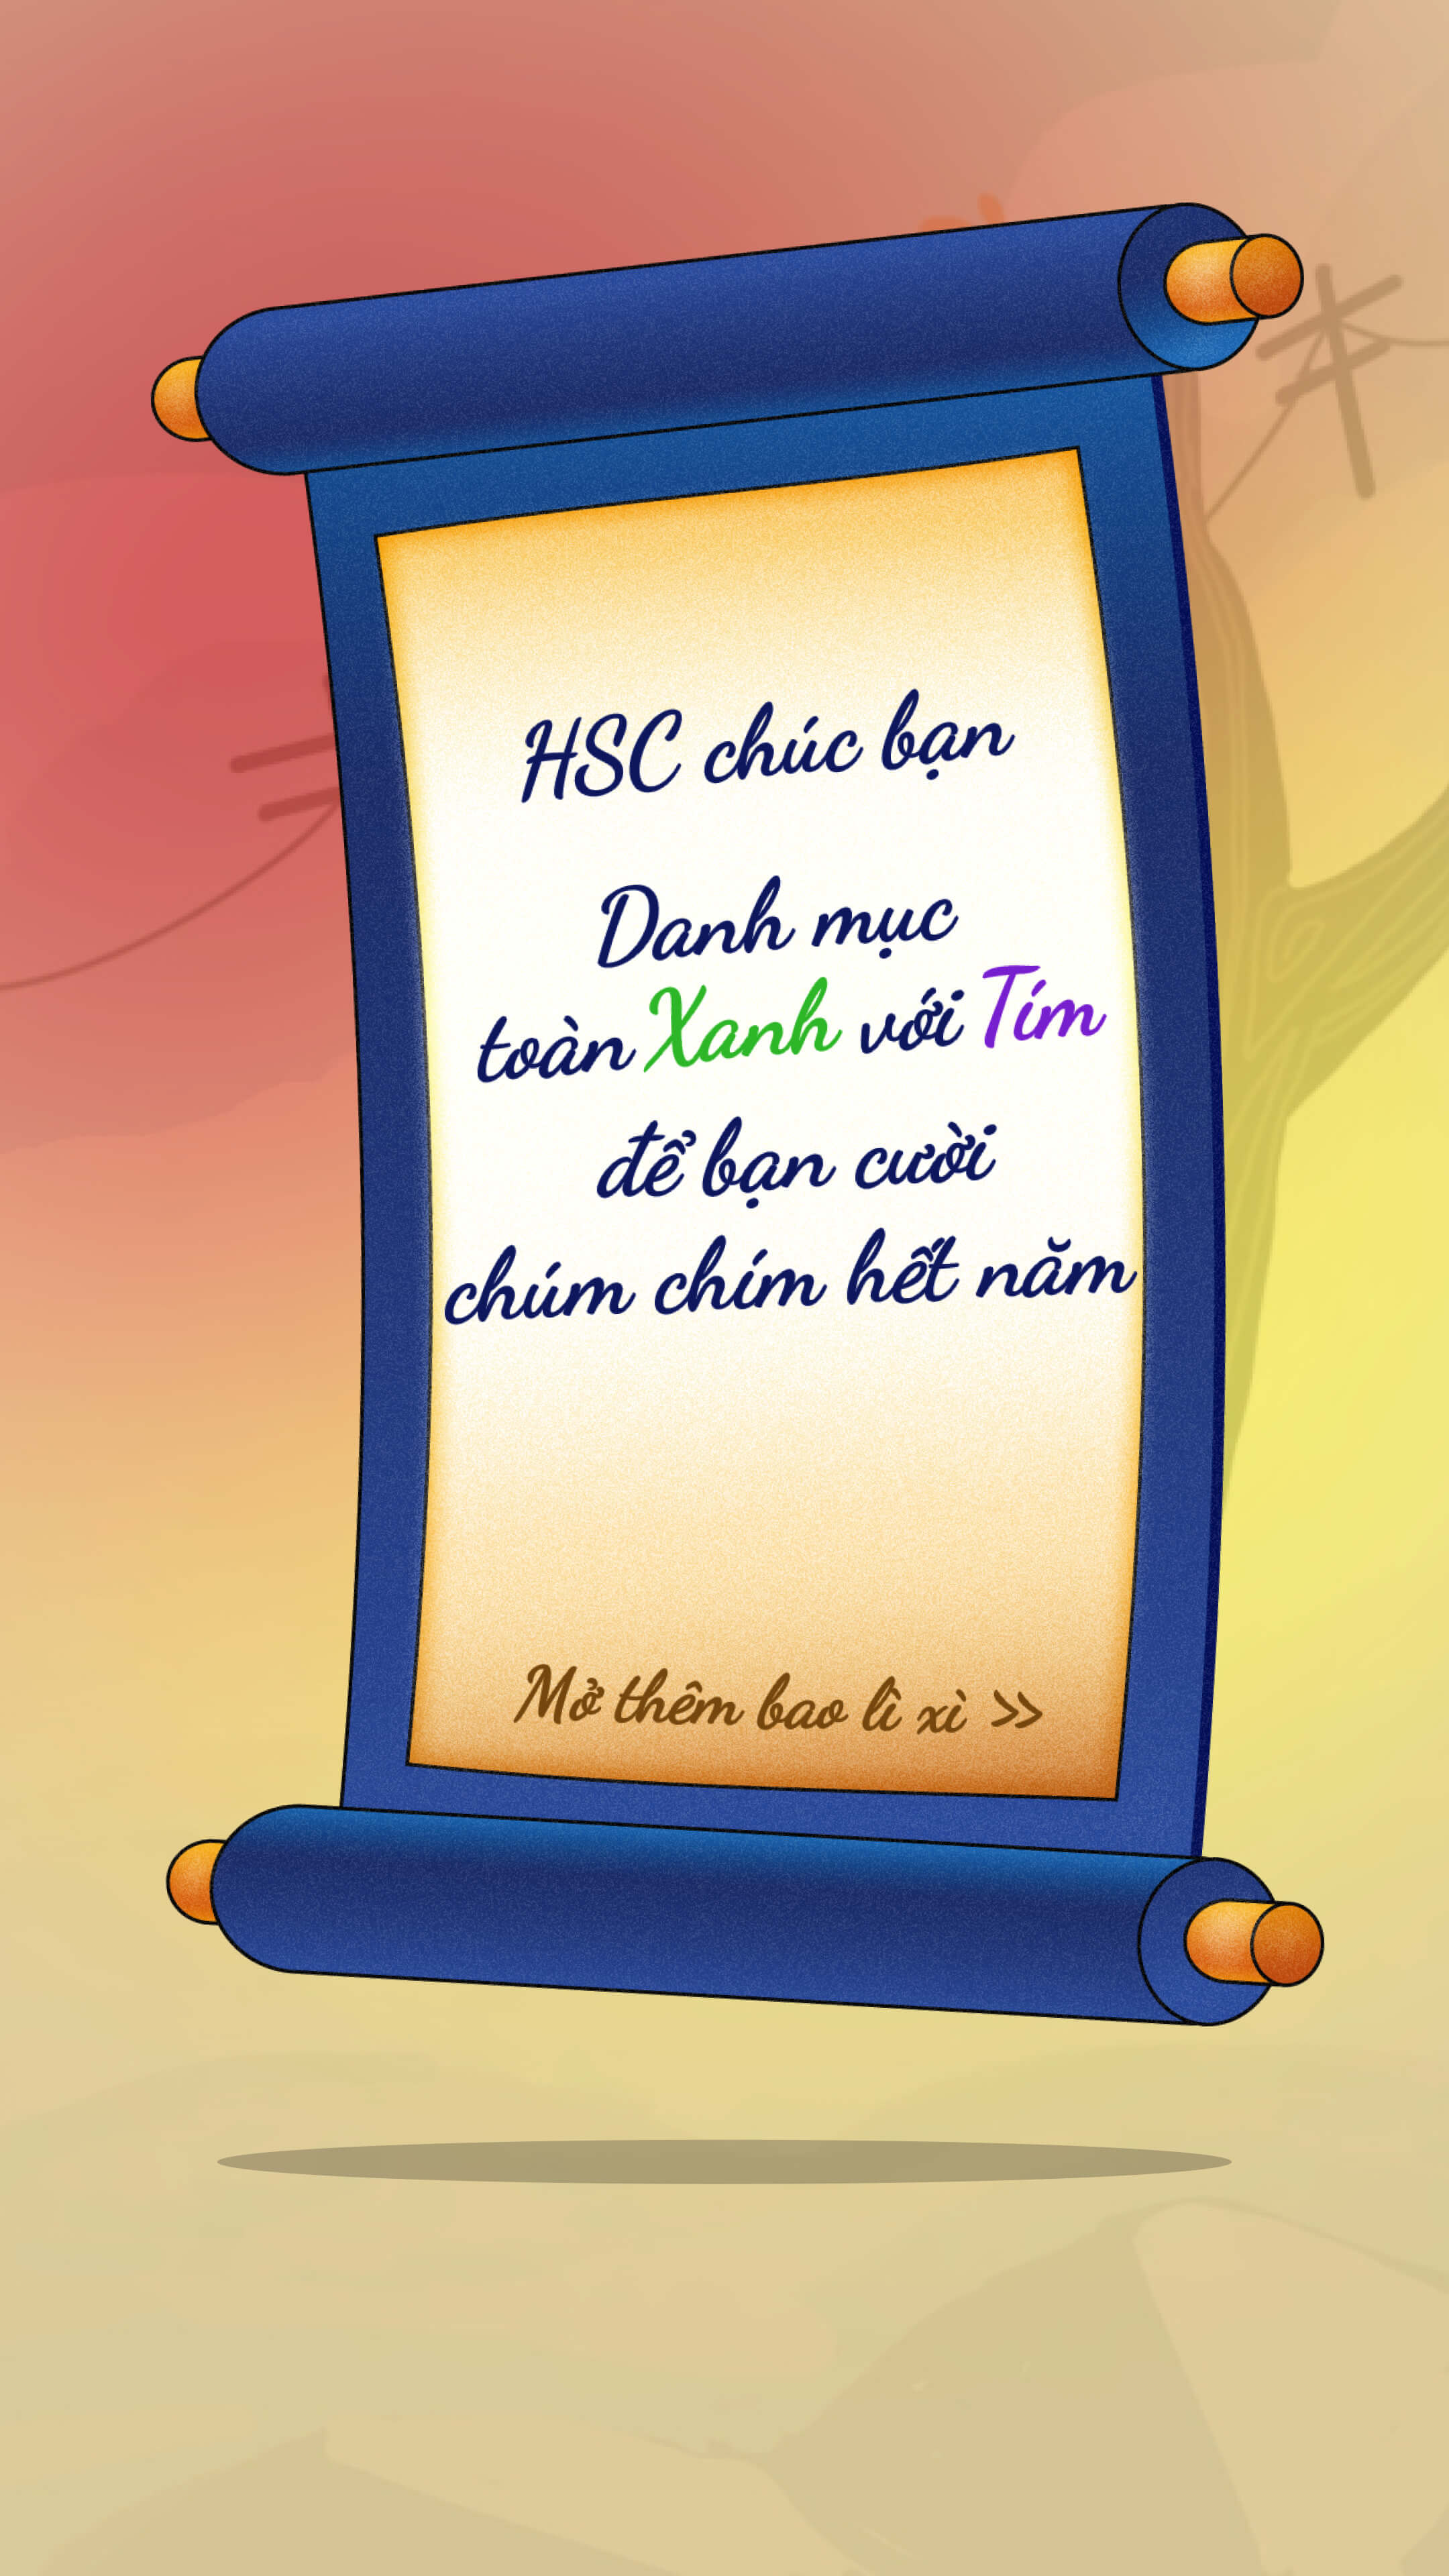 HSC chúc bạn
Danh mục
toàn Xanh với Tím
để bạn cười
chúm chím hết năm
Mở thêm bao lì xì >>